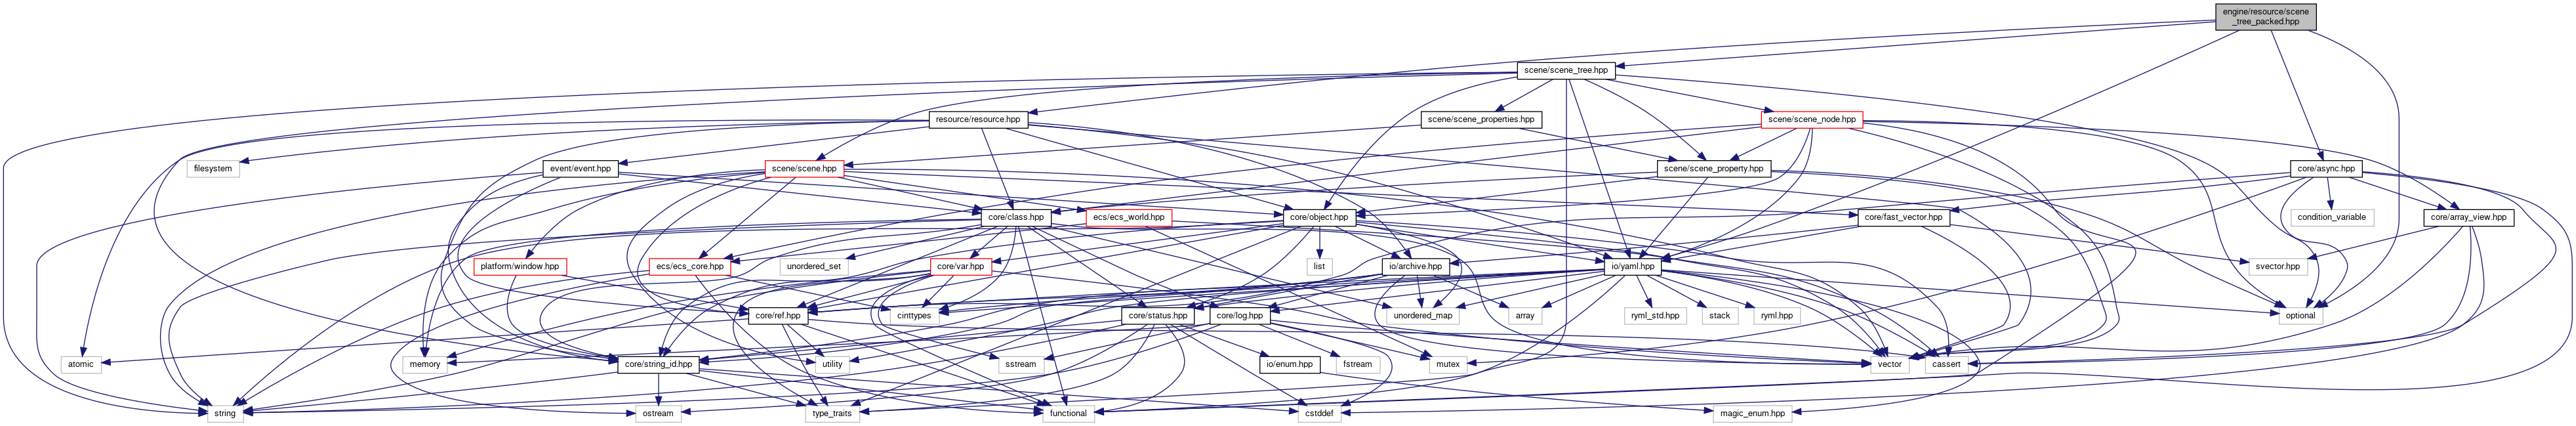 engine/resource/scene
_tree_packed.hpp
scene/scene_tree.hpp
resource/resource.hpp
scene/scene_properties.hpp
scene/scene_node.hpp
filesystem
event/event.hpp
scene/scene.hpp
scene/scene_property.hpp
core/async.hpp
core/class.hpp
ecs/ecs_world.hpp
core/object.hpp
core/fast_vector.hpp
condition_variable
core/array_view.hpp
platform/window.hpp
ecs/ecs_core.hpp
unordered_set
core/var.hpp
list
io/archive.hpp
io/yaml.hpp
svector.hpp
core/ref.hpp
cinttypes
core/status.hpp
core/log.hpp
unordered_map
array
ryml_std.hpp
stack
ryml.hpp
optional
atomic
memory
core/string_id.hpp
utility
sstream
io/enum.hpp
fstream
mutex
vector
cassert
string
ostream
type_traits
functional
cstddef
magic_enum.hpp